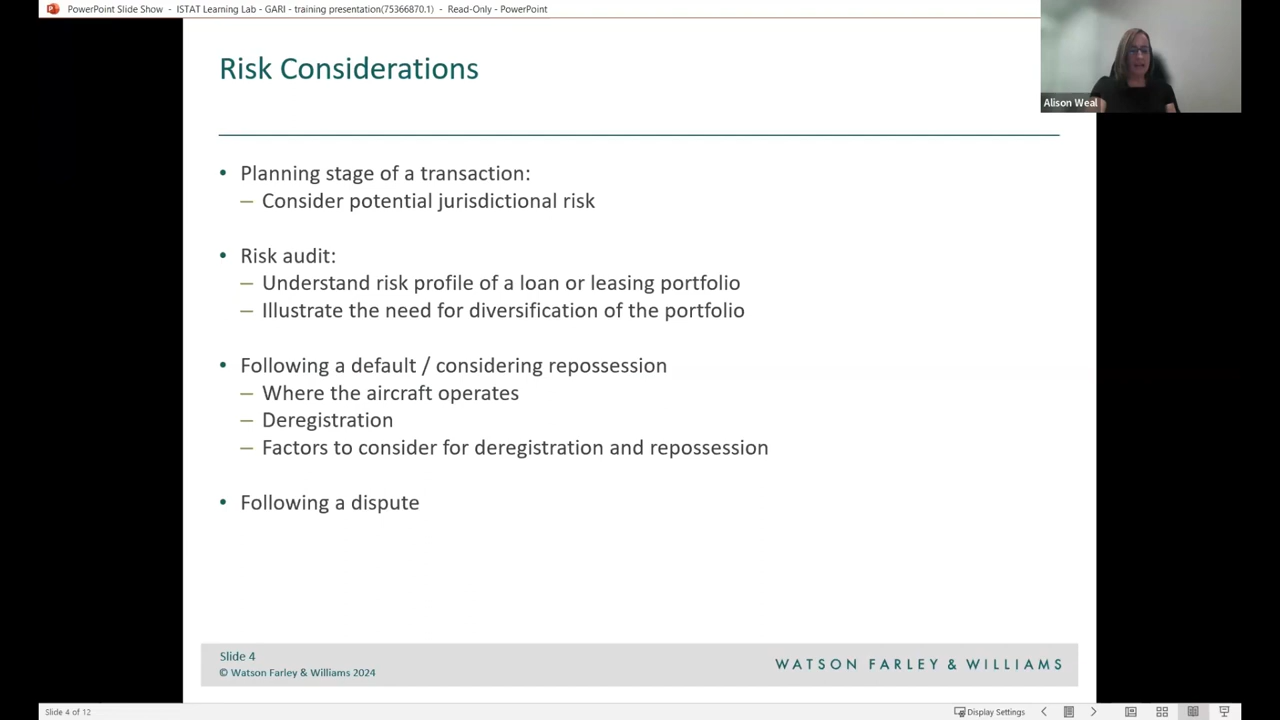 PowerPoint Slide Show - ISTAT Learning Lab - GARI - training presentation(75366870.1) - Read-Only - PowerPoint
Alison Weal
Risk Considerations
• Planning stage of a transaction:
– Consider potential jurisdictional risk
• Risk audit:
– Understand risk profile of a loan or leasing portfolio
– Illustrate the need for diversification of the portfolio
• Following a default / considering repossession
– Where the aircraft operates
– Deregistration
– Factors to consider for deregistration and repossession
• Following a dispute
Slide 4
© Watson Farley & Williams 2024
WATSON FARLEY & WILLIAMS
Slide 4 of 12
Display Settings